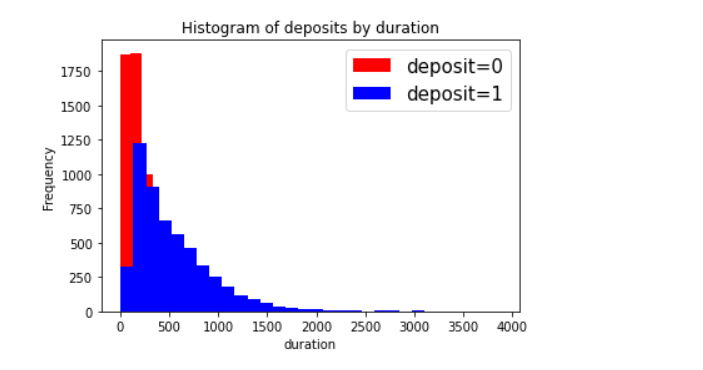 Histogram of deposits by duration
deposit=0
deposit=1
Frequency
1750
1500
1250
1000
750
500
250
0
0 500 1000 1500 2000 2500 3000 3500 4000
duration